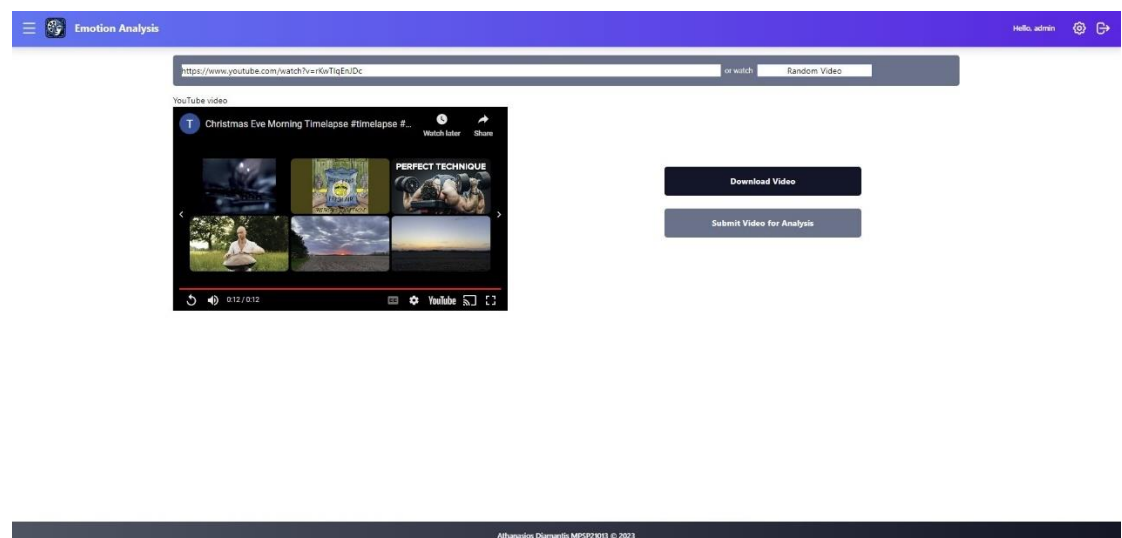 Emotion Analysis
Hello, admin
https://www.youtube.com/watch?v=rKwTIqEnJDc
or watch
Random Video
YouTube video
T
Christmas Eve Morning Timelapse #timelapse #...
Watch later
Share
PERFECT TECHNIQUE
Download Video
Submit Video for Analysis
0:12 / 0:12
CC
YouTube
Athanasios Diamantis MPSP21013 © 2023